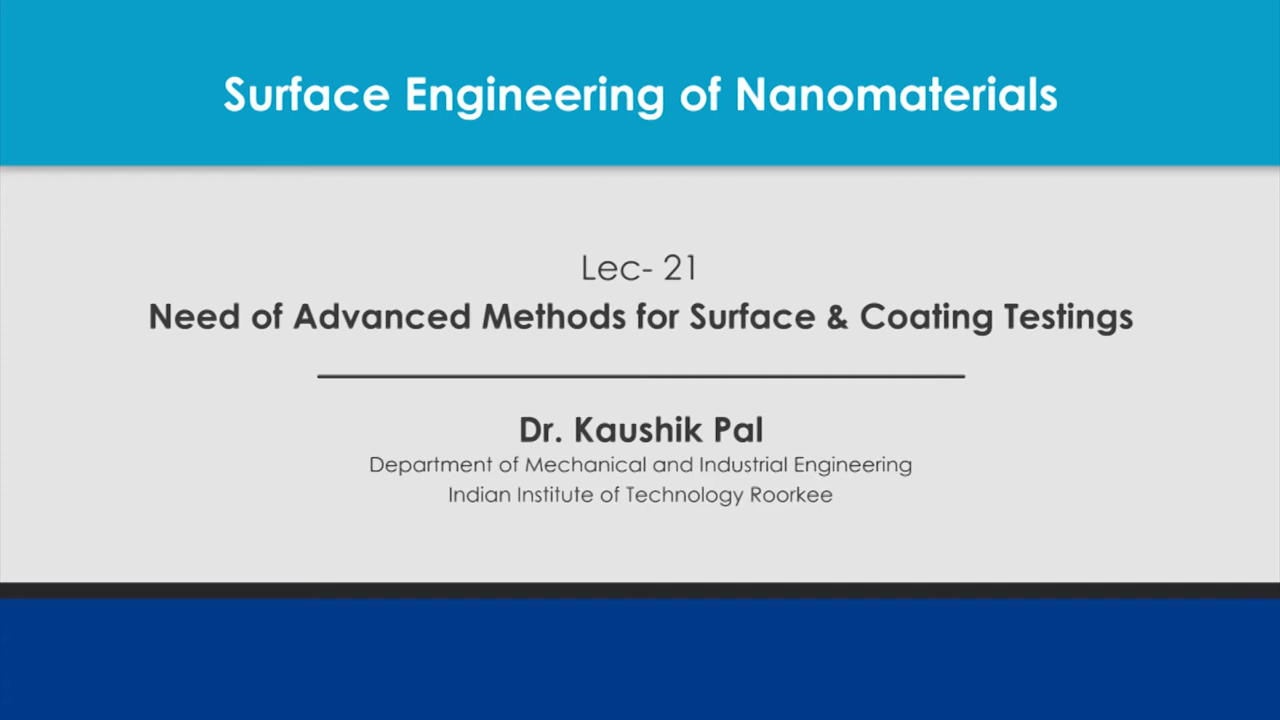 Surface Engineering of Nanomaterials
Lec- 21
Need of Advanced Methods for Surface & Coating Testings
Dr. Kaushik Pal
Department of Mechanical and Industrial Engineering
Indian Institute of Technology Roorkee